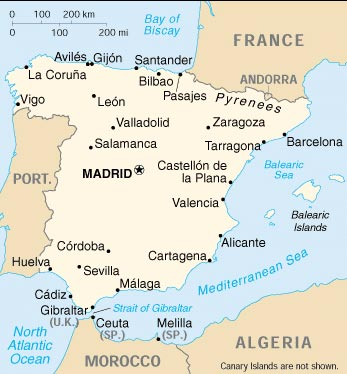 0 100 200 km
0 100 200 mi
Bay of
Biscay
FRANCE
Avilés
Gijón
Santander
La Coruña
Bilbao
ANDORRA
Pasajes
Pyrenees
Vigo
León
Valladolid
Zaragoza
Salamanca
Tarragona
Barcelona
MADRID
Castellón de
la Plana
Balearic
Sea
PORT.
Valencia
Balearic
Islands
Córdoba
Alicante
Huelva
Sevilla
Cartagena
Mediterranean Sea
Málaga
Cádiz
Gibraltar
(U.K.)
Strait of Gibraltar
Ceuta
(SP.)
Melilla
(SP.)
North
Atlantic
Ocean
ALGERIA
MOROCCO
Canary Islands are not shown.